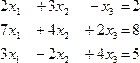 2x₁ + 3x₂ - x₃ = 2
7x₁ + 4x₂ + 2x₃ = 8
3x₁ - 2x₂ + 4x₃ = 5